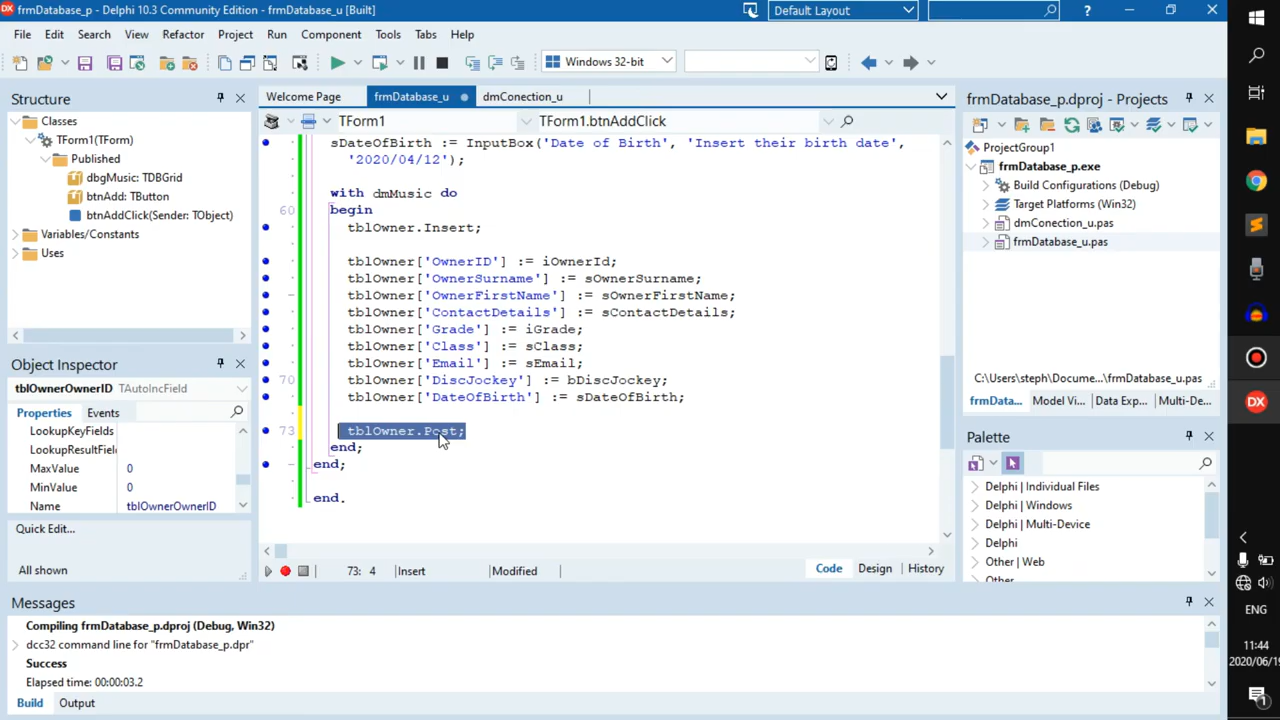 frmDatabase_p - Delphi 10.3 Community Edition - frmDatabase_u [Built]
Default Layout
File Edit Search View Refactor Project Run Component Tools Tabs Help
Windows 32-bit
Structure
Classes
TForm1(TForm)
Published
dbgMusic: TDBGrid
btnAdd: TButton
btnAddClick(Sender: TObject)
Variables/Constants
Uses
Object Inspector
tblOwnerOwnerID TAutoIncField
Properties Events
LookupKeyFields
LookupResultFiel
MaxValue 0
MinValue 0
Name tblOwnerOwnerID
Quick Edit...
All shown
Welcome Page frmDatabase_u dmConection_u
TForm1 TForm1.btnAddClick
sDateOfBirth := InputBox('Date of Birth', 'Insert their birth date',
'2020/04/12');
with dmMusic do
60 begin
tblOwner.Insert;
tblOwner['OwnerID'] := iOwnerId;
tblOwner['OwnerSurname'] := sOwnerSurname;
tblOwner['OwnerFirstName'] := sOwnerFirstName;
tblOwner['ContactDetails'] := sContactDetails;
tblOwner['Grade'] := iGrade;
tblOwner['Class'] := sClass;
tblOwner['Email'] := sEmail;
70 tblOwner['DiscJockey'] := bDiscJockey;
tblOwner['DateOfBirth'] := sDateOfBirth;
73 tblOwner.Post;
end;
end;
end.
73: 4 Insert Modified
Code Design History
frmDatabase_p.dproj - Projects
ProjectGroup1
frmDatabase_p.exe
Build Configurations (Debug)
Target Platforms (Win32)
dmConection_u.pas
frmDatabase_u.pas
C:\Users\steph\Docume...\frmDatabase_u.pas
frmData... Model Vi... Data Exp... Multi-De...
Palette
Delphi | Individual Files
Delphi | Windows
Delphi | Multi-Device
Delphi
Other | Web
Other
Messages
Compiling frmDatabase_p.dproj (Debug, Win32)
dcc32 command line for "frmDatabase_p.dpr"
Success
Elapsed time: 00:00:03.2
Build Output
DX
ENG
11:44
2020/06/19
1